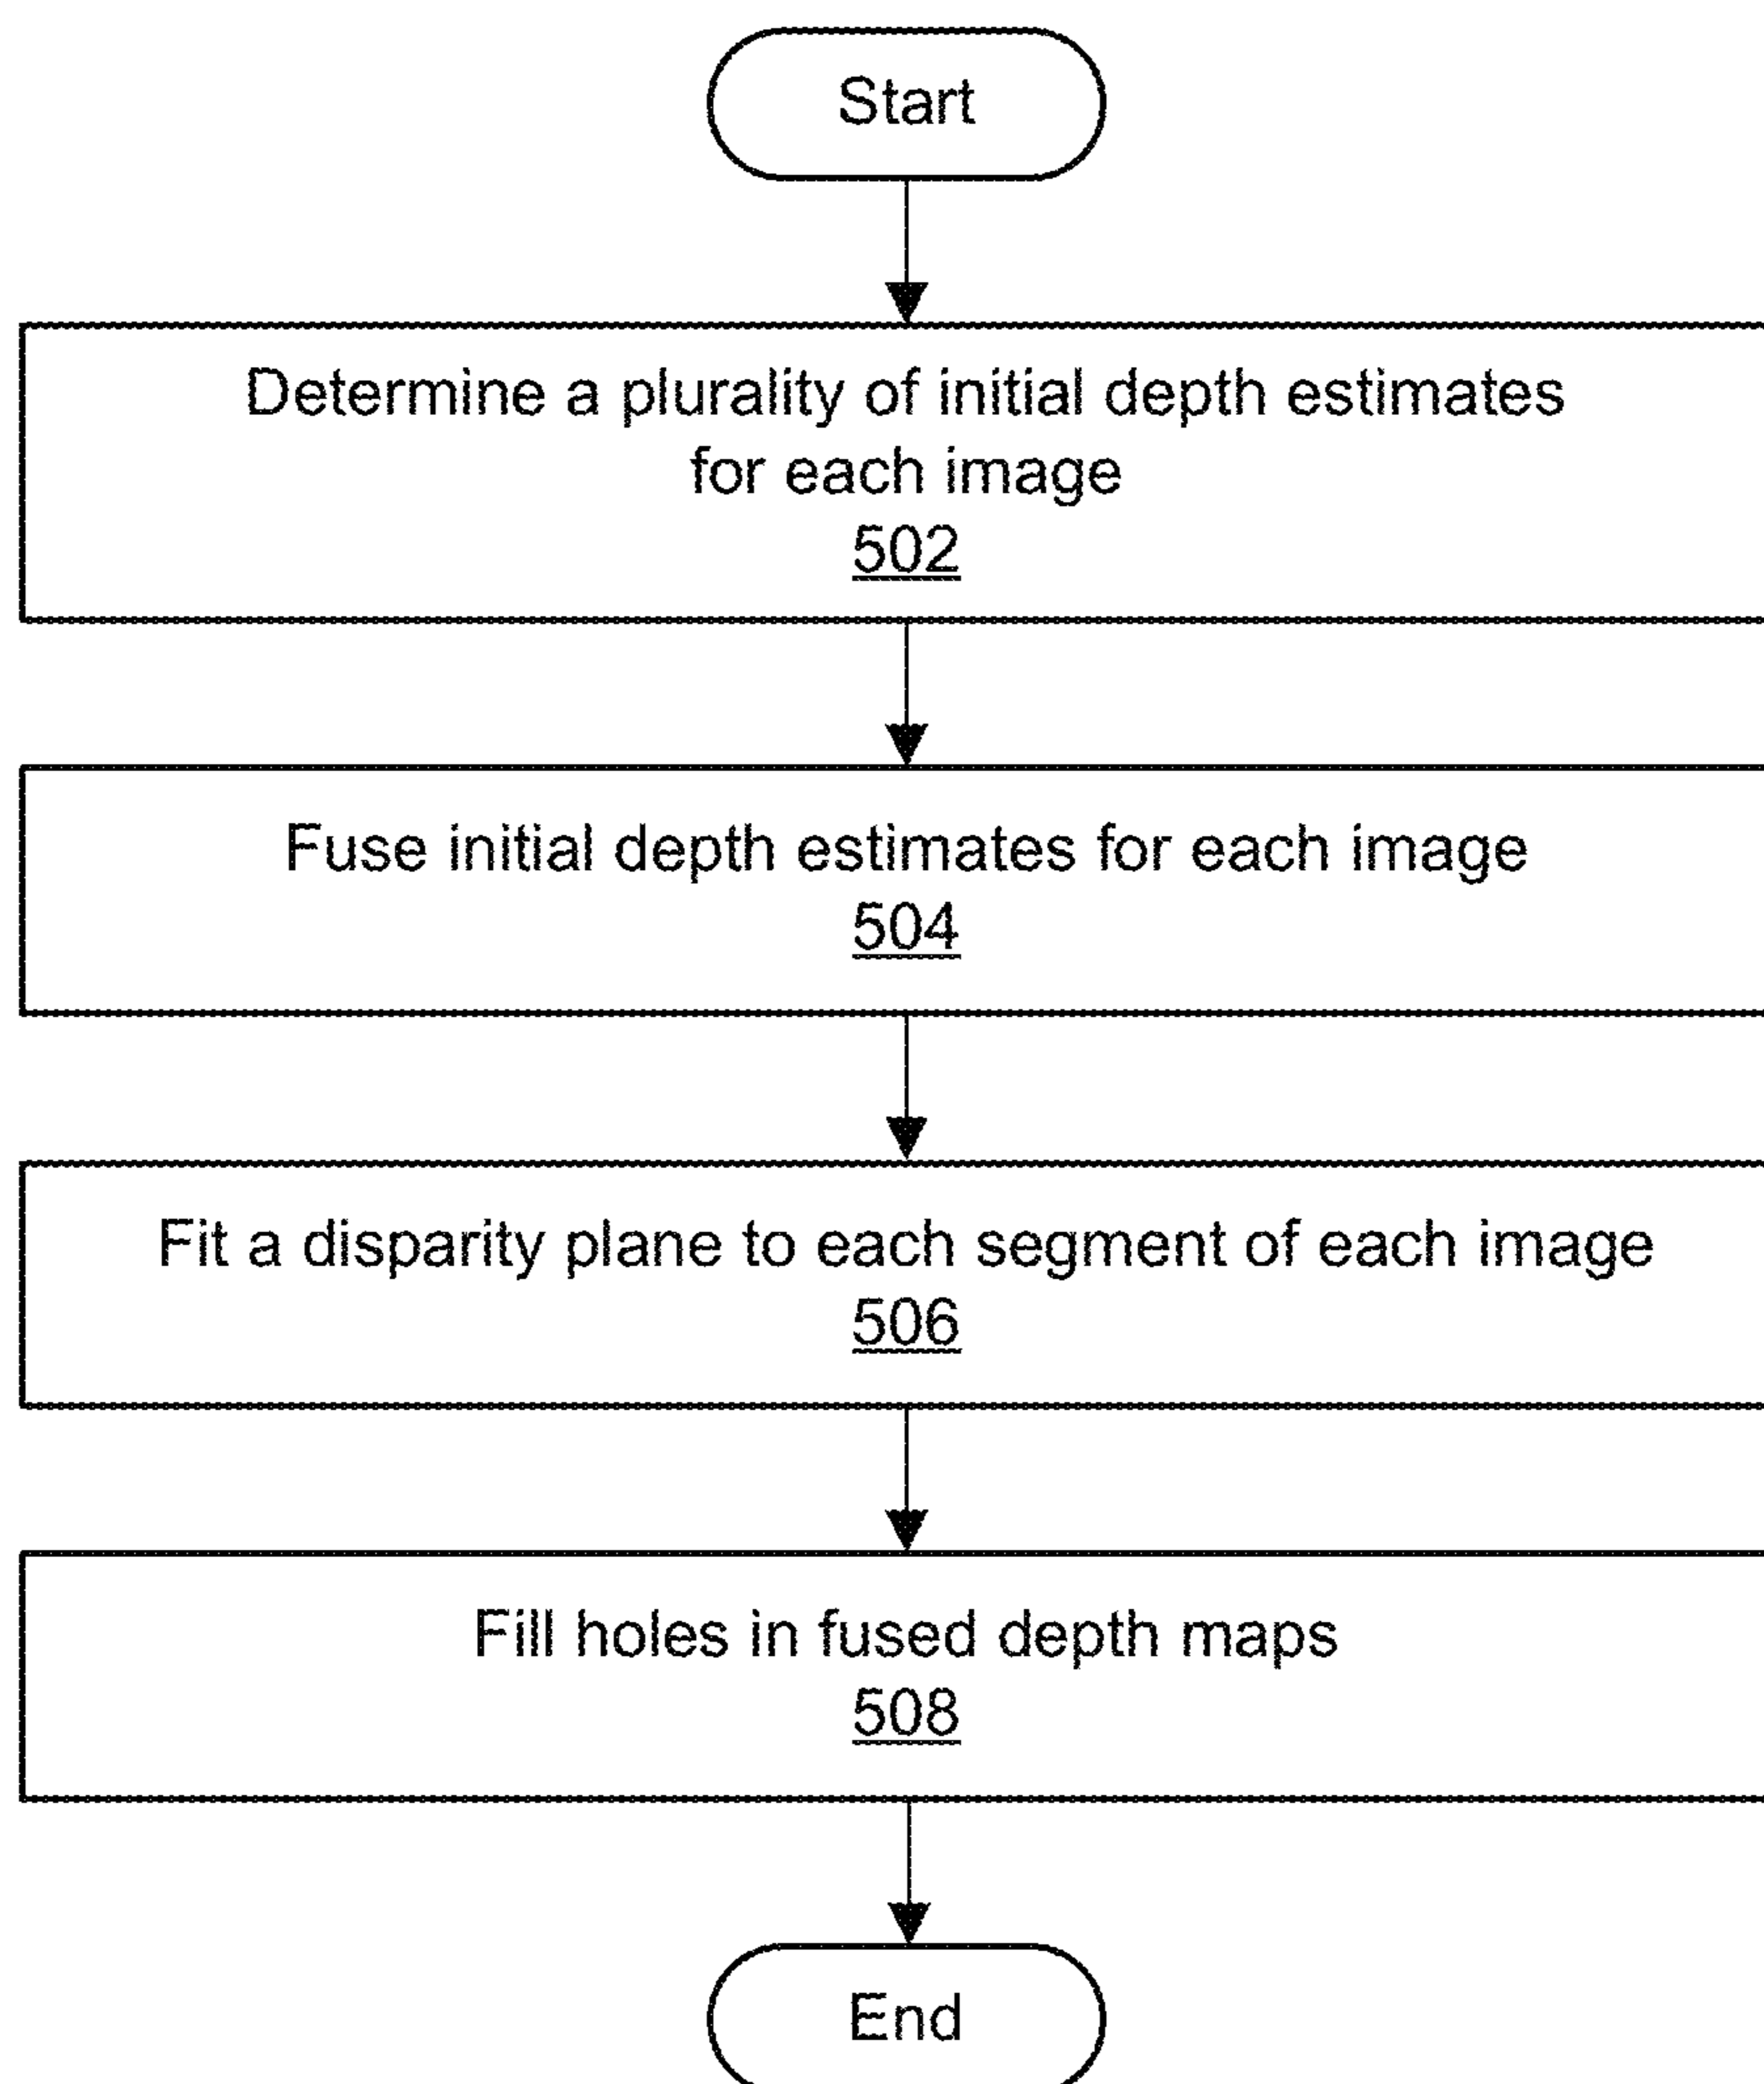 Start
Determine a plurality of initial depth estimates
for each image
502
Fuse initial depth estimates for each image
504
Fit a disparity plane to each segment of each image
506
Fill holes in fused depth maps
508
End